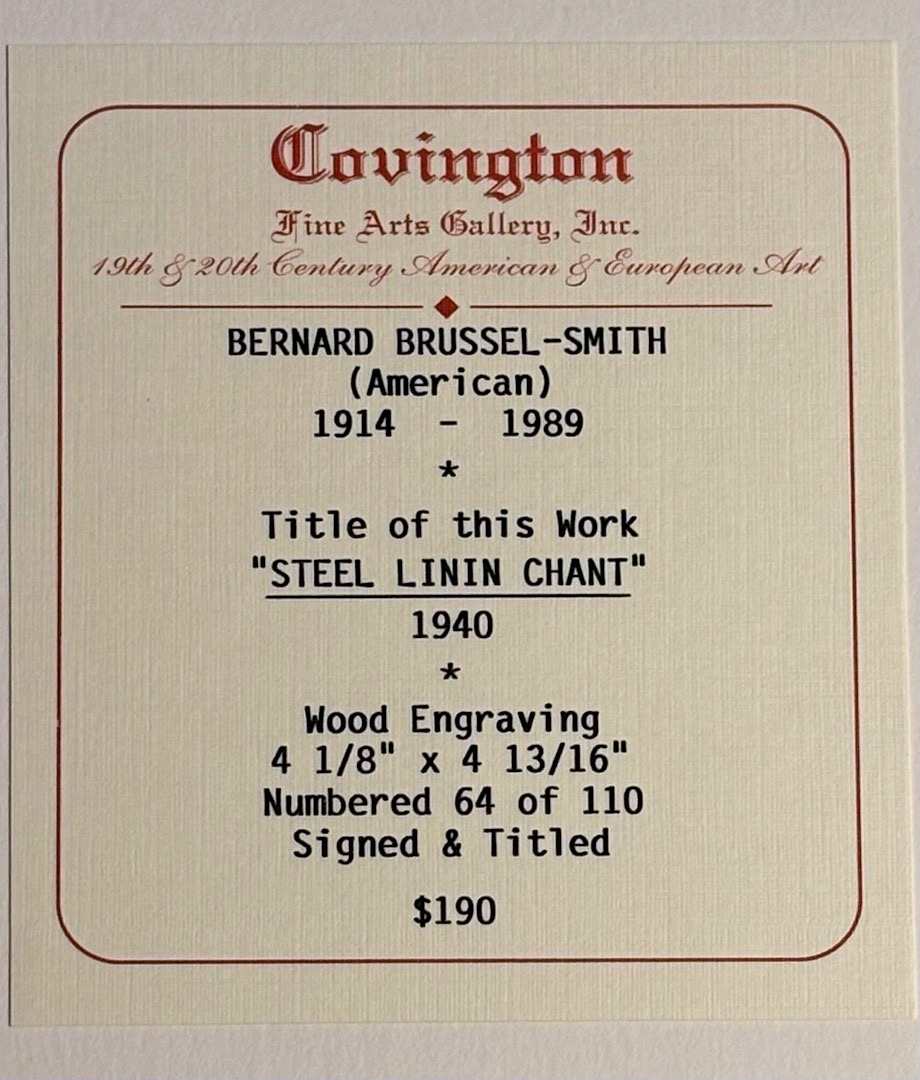 Covington
Fine Arts Gallery, Inc.
19th & 20th Century American & European Art
BERNARD BRUSSEL-SMITH
(American)
1914 - 1989
*
Title of this Work
"STEEL LININ CHANT"
1940
*
Wood Engraving
4 1/8" x 4 13/16"
Numbered 64 of 110
Signed & Titled
$190